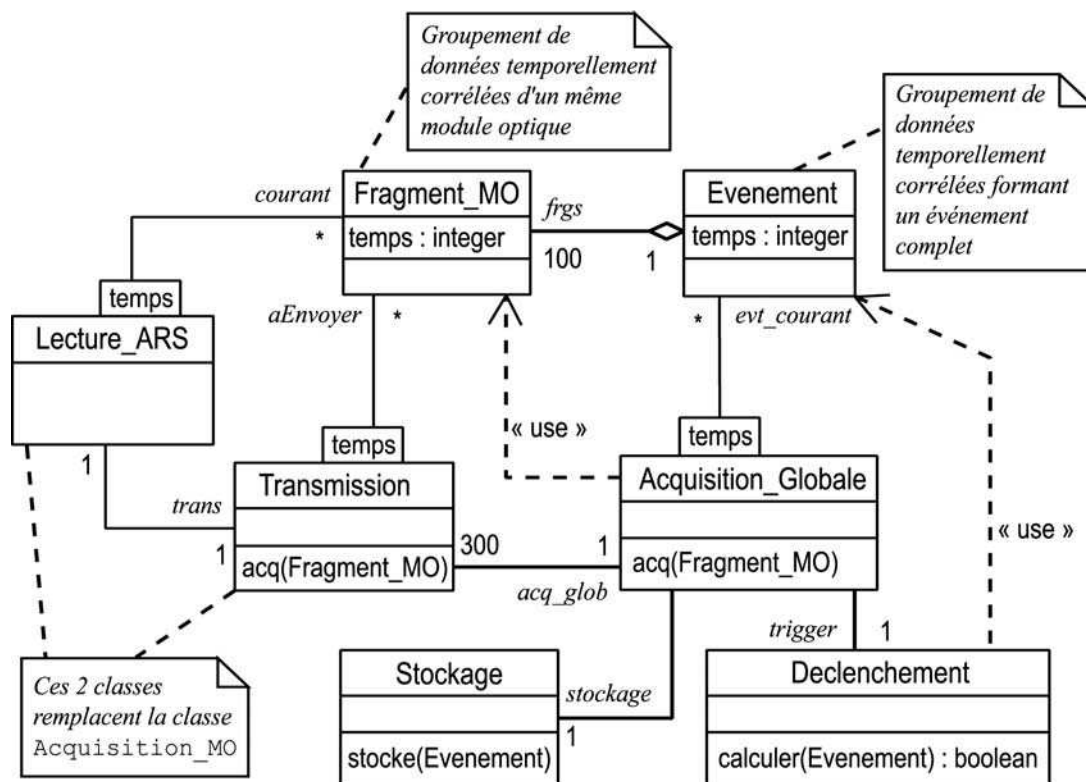 Groupement de
données temporellement
corrélées d'un même
module optique
Groupement de
données
temporellement
corrélées formant
un événement
complet
courant
Fragment_MO
frgs
Evenement
*
temps : integer
100
1
temps : integer
temps
aEnvoyer
*
*
evt_courant
Lecture_ARS
« use »
temps
temps
1
Transmission
Acquisition_Globale
trans
« use »
1
acq(Fragment_MO)
300
1
acq(Fragment_MO)
acq_glob
trigger
1
Ces 2 classes
remplacent la classe
Acquisition_MO
Stockage
stockage
1
stocke(Evenement)
Declenchement
calculer(Evenement) : boolean